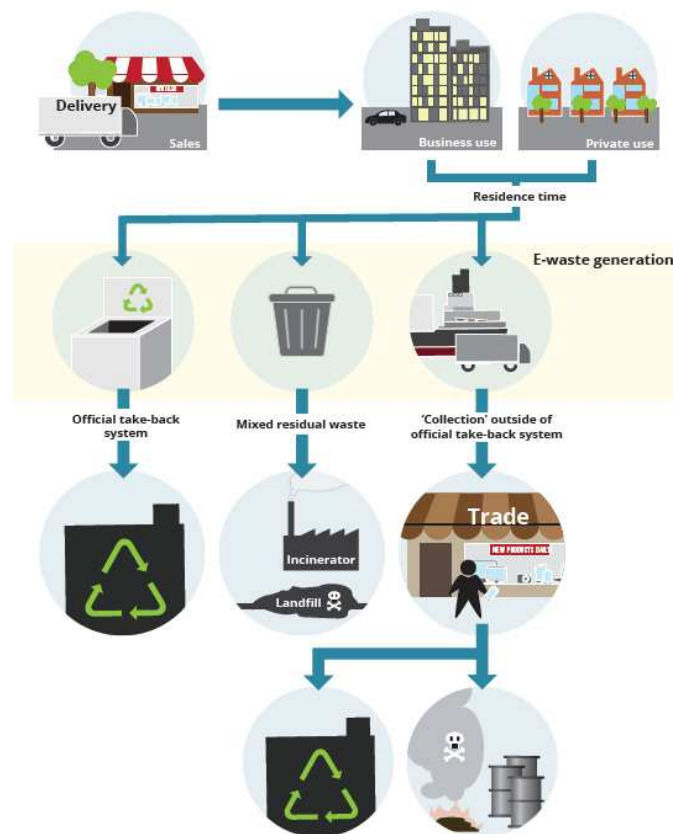 Delivery
Sales
Business use
Private use
Residence time
E-waste generation
Official take-back
system
Mixed residual waste
‘Collection’ outside of
official take-back system
Incinerator
Landfill
Trade
NEW PRODUCTS DAILY